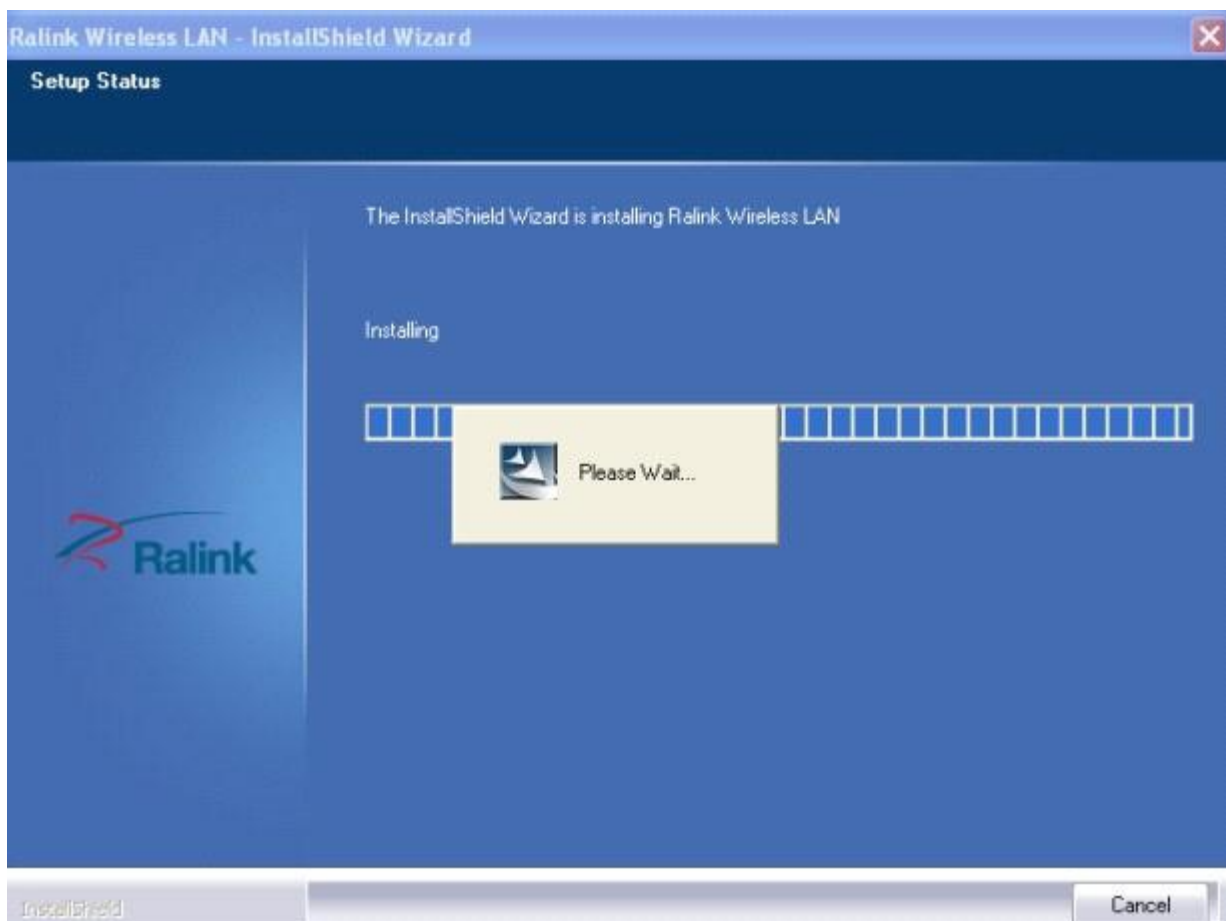 Ralink Wireless LAN - InstallShield Wizard
Setup Status
The InstallShield Wizard is installing Ralink Wireless LAN
Installing
Please Wait...
Ralink
InstallShield
Cancel